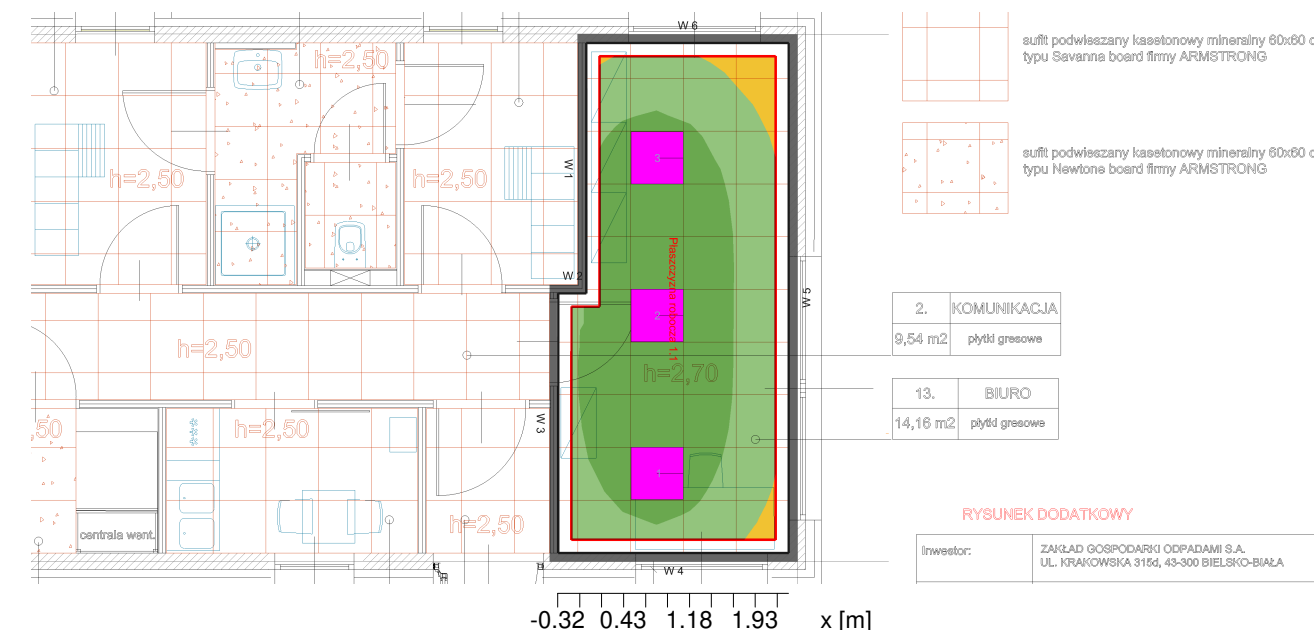 W 6
h=2,50
sufit podwieszany kasetonowy mineralny 60x60 c
typu Savanna board firmy ARMSTRONG
3
sufit podwieszany kasetonowy mineralny 60x60 c
typu Newtone board firmy ARMSTRONG
h=2,50
h=2,50
W 1
W 2
Płaszczyzna robocza 1.1
W 5
2
2. KOMUNIKACJA
9,54 m2 płytki gresowe
h=2,50
h=2,70
13. BIURO
14,16 m2 płytki gresowe
,50
h=2,50
W 3
1
h=2,50
centrala went.
RYSUNEK DODATKOWY
Inwestor:
ZAKŁAD GOSPODARKI ODPADAMI S.A.
UL. KRAKOWSKA 315d, 43-300 BIELSKO-BIAŁA
W 4
-0.32 0.43 1.18 1.93 x [m]